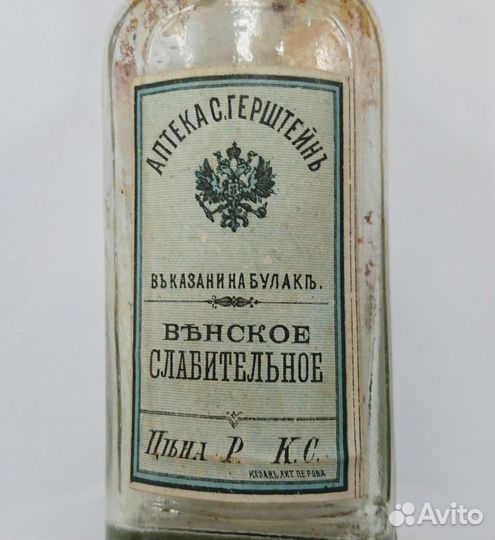 АПТЕКА С. ГЕРШТЕЙНЪ
ВЪ КАЗАНИ НА БУЛАКѢ.
ВѢНСКОЕ
СЛАБИТЕЛЬНОЕ
Цѣна Р. К. С.
КАЗАНЬ ЛИТ ПЕРОВА
Avito